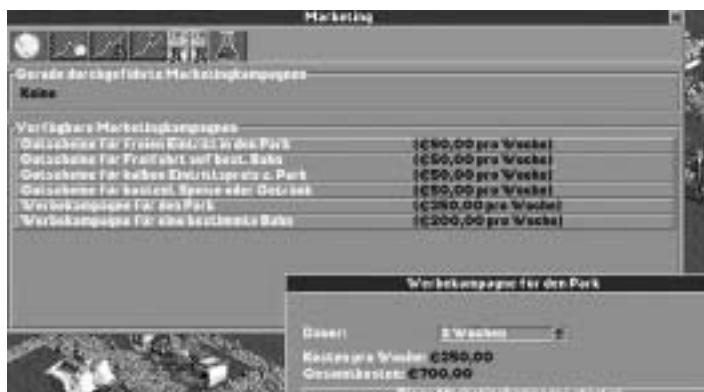 Marketing
Gerade durchgeführte Marketingkampagnen
Keine
Verfügbare Marketingkampagnen
Gutscheine für Freien Eintritt in den Park (€50,00 pro Woche)
Gutscheine für Freifahrt auf best. Bahn (€50,00 pro Woche)
Gutscheine für halben Eintrittspreis z. Park (€50,00 pro Woche)
Gutscheine für kostenl. Speise oder Getränk (€50,00 pro Woche)
Werbekampagne für den Park (€350,00 pro Woche)
Werbekampagne für eine bestimmte Bahn (€200,00 pro Woche)
Werbekampagne für den Park
Dauer: 2 Wochen
Kosten pro Woche: €350,00
Gesamtkosten: €700,00